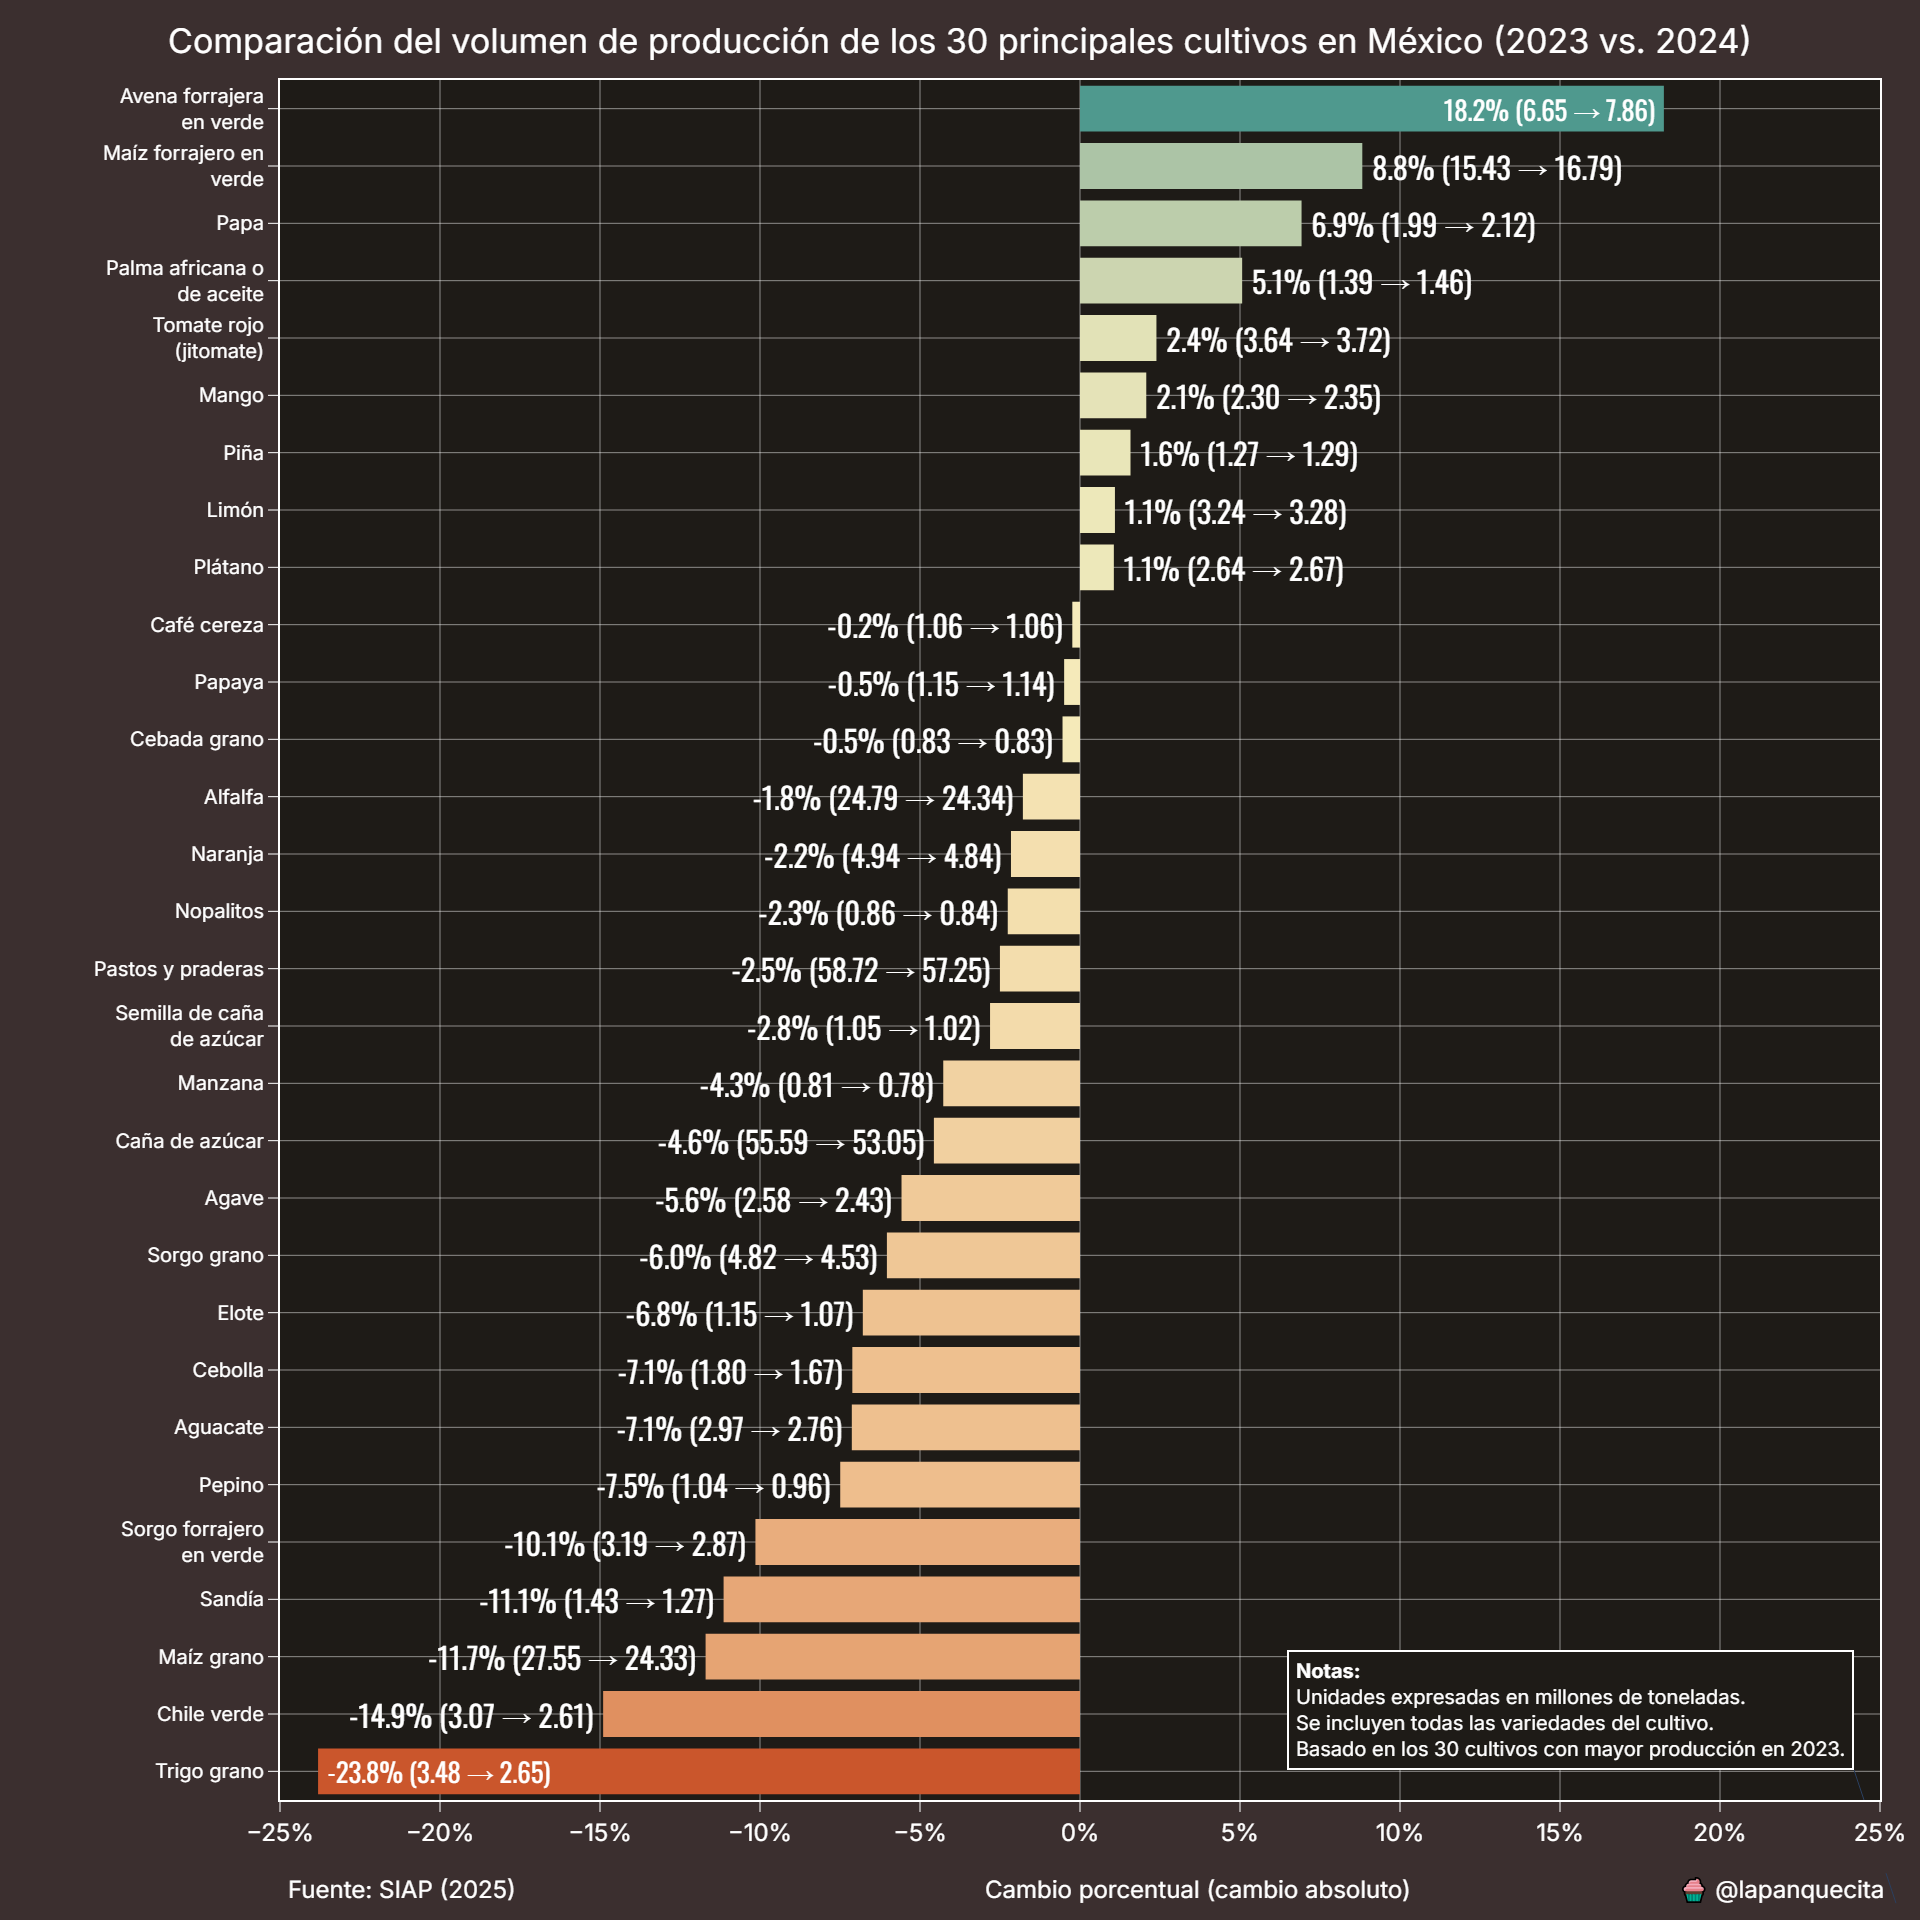 Comparación del volumen de producción de los 30 principales cultivos en México (2023 vs. 2024)
Avena forrajera
en verde
18.2% (6.65 → 7.86)
Maíz forrajero en
verde
8.8% (15.43 → 16.79)
Papa
6.9% (1.99 → 2.12)
Palma africana o
de aceite
5.1% (1.39 → 1.46)
Tomate rojo
(jitomate)
2.4% (3.64 → 3.72)
Mango
2.1% (2.30 → 2.35)
Piña
1.6% (1.27 → 1.29)
Limón
1.1% (3.24 → 3.28)
Plátano
1.1% (2.64 → 2.67)
Café cereza
-0.2% (1.06 → 1.06)
Papaya
-0.5% (1.15 → 1.14)
Cebada grano
-0.5% (0.83 → 0.83)
Alfalfa
-1.8% (24.79 → 24.34)
Naranja
-2.2% (4.94 → 4.84)
Nopalitos
-2.3% (0.86 → 0.84)
Pastos y praderas
-2.5% (58.72 → 57.25)
Semilla de caña
de azúcar
-2.8% (1.05 → 1.02)
Manzana
-4.3% (0.81 → 0.78)
Caña de azúcar
-4.6% (55.59 → 53.05)
Agave
-5.6% (2.58 → 2.43)
Sorgo grano
-6.0% (4.82 → 4.53)
Elote
-6.8% (1.15 → 1.07)
Cebolla
-7.1% (1.80 → 1.67)
Aguacate
-7.1% (2.97 → 2.76)
Pepino
-7.5% (1.04 → 0.96)
Sorgo forrajero
en verde
-10.1% (3.19 → 2.87)
Sandía
-11.1% (1.43 → 1.27)
Maíz grano
-11.7% (27.55 → 24.33)
Chile verde
-14.9% (3.07 → 2.61)
Trigo grano
-23.8% (3.48 → 2.65)
Notas:
Unidades expresadas en millones de toneladas.
Se incluyen todas las variedades del cultivo.
Basado en los 30 cultivos con mayor producción en 2023.
−25% −20% −15% −10% −5% 0% 5% 10% 15% 20% 25%
Fuente: SIAP (2025)
Cambio porcentual (cambio absoluto)
@lapanquecita